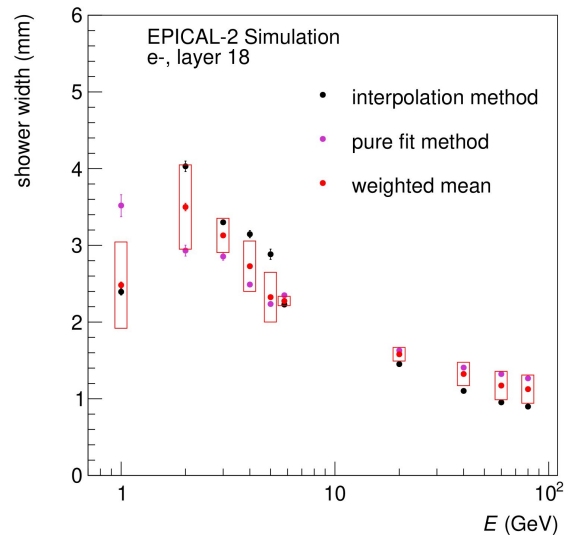 EPICAL-2 Simulation
e-, layer 18
interpolation method
pure fit method
weighted mean
shower width (mm)
6
5
4
3
2
1
0
1
10
10²
E (GeV)